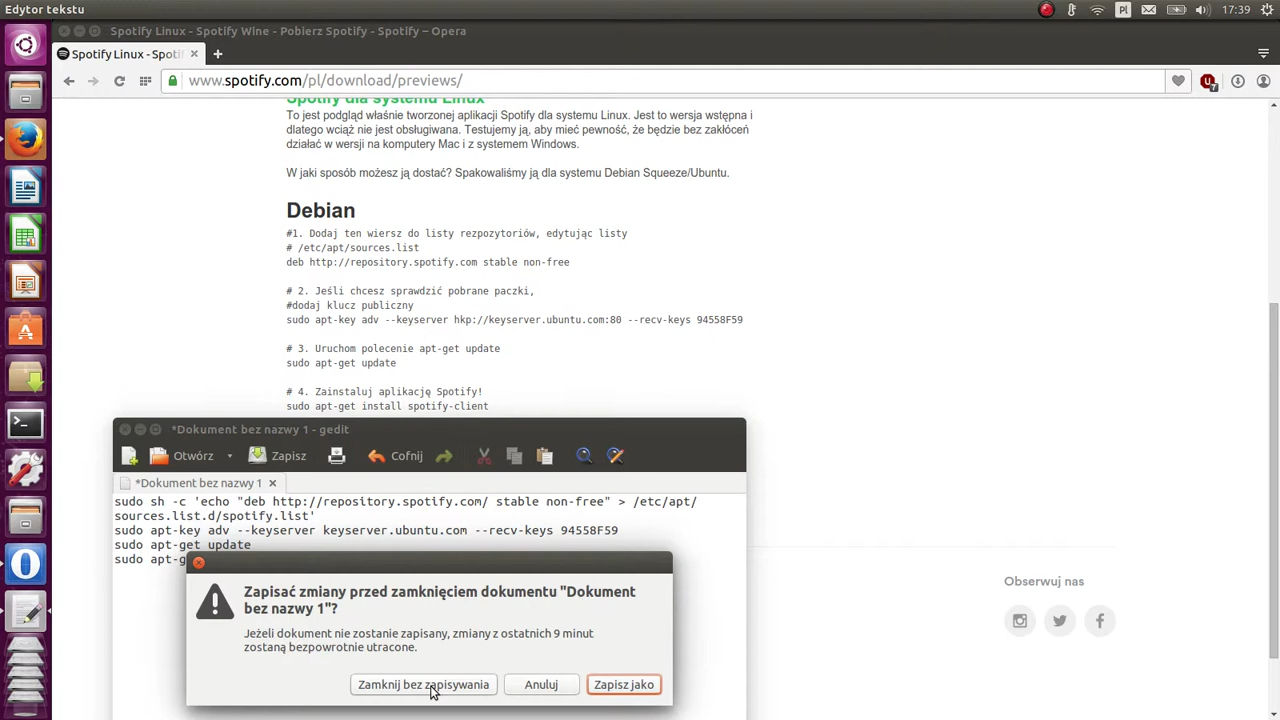 Edytor tekstu
Pl
17:39
Spotify Linux - Spotify Wine - Pobierz Spotify - Spotify – Opera
Spotify Linux - Spotif
www.spotify.com/pl/download/previews/
7
Spotify dla systemu Linux
To jest podgląd właśnie tworzonej aplikacji Spotify dla systemu Linux. Jest to wersja wstępna i
dlatego wciąż nie jest obsługiwana. Testujemy ją, aby mieć pewność, że będzie bez zakłóceń
działać w wersji na komputery Mac i z systemem Windows.
W jaki sposób możesz ją dostać? Spakowaliśmy ją dla systemu Debian Squeeze/Ubuntu.
Debian
#1. Dodaj ten wiersz do listy rezpozytoriów, edytując listy
# /etc/apt/sources.list
deb http://repository.spotify.com stable non-free
# 2. Jeśli chcesz sprawdzić pobrane paczki,
#dodaj klucz publiczny
sudo apt-key adv --keyserver hkp://keyserver.ubuntu.com:80 --recv-keys 94558F59
# 3. Uruchom polecenie apt-get update
sudo apt-get update
# 4. Zainstaluj aplikację Spotify!
sudo apt-get install spotify-client
*Dokument bez nazwy 1 - gedit
Otwórz
Zapisz
Cofnij
*Dokument bez nazwy 1
sudo sh -c 'echo "deb http://repository.spotify.com/ stable non-free" > /etc/apt/
sources.list.d/spotify.list'
sudo apt-key adv --keyserver keyserver.ubuntu.com --recv-keys 94558F59
sudo apt-get update
sudo apt-g
Zapisać zmiany przed zamknięciem dokumentu "Dokument
bez nazwy 1"?
Jeżeli dokument nie zostanie zapisany, zmiany z ostatnich 9 minut
zostaną bezpowrotnie utracone.
Zamknij bez zapisywania
Anuluj
Zapisz jako
Obserwuj nas